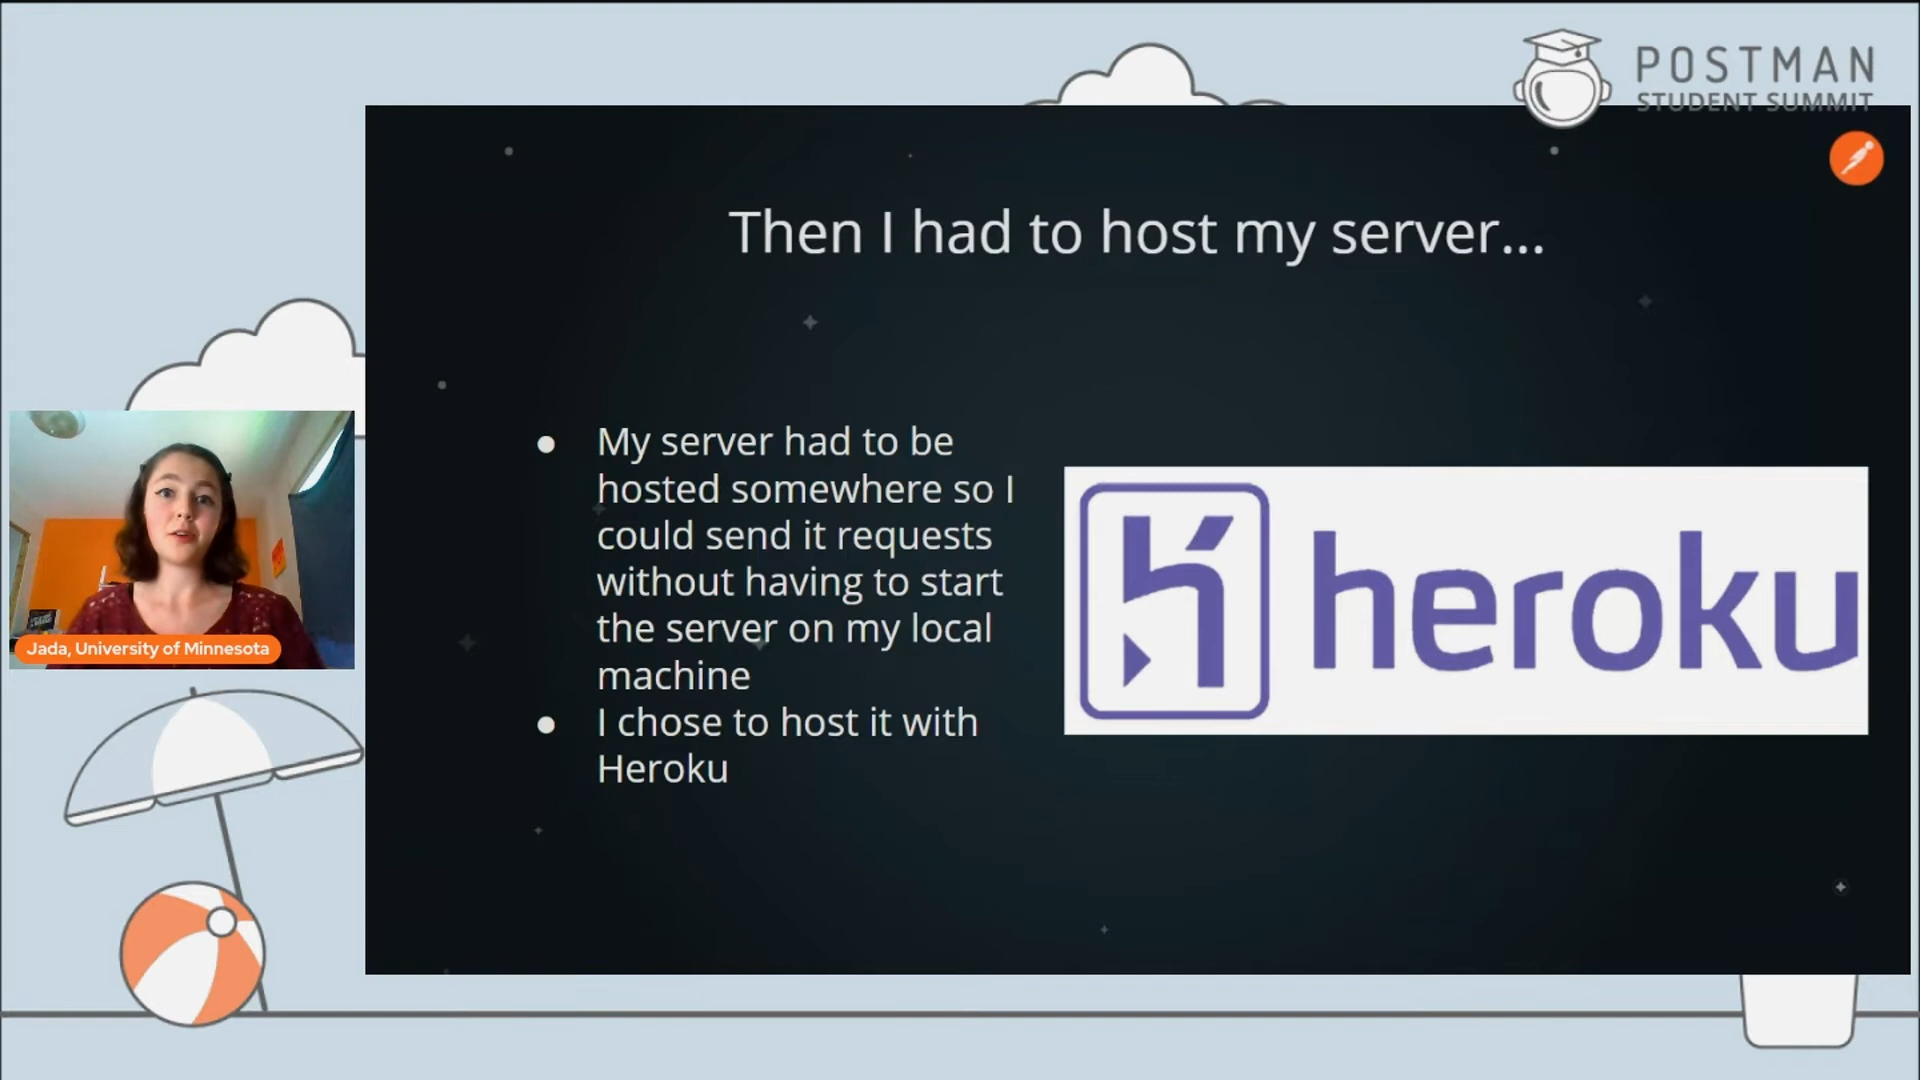 POSTMAN
STUDENT SUMMIT
Then I had to host my server...
● My server had to be
hosted somewhere so I
could send it requests
without having to start
the server on my local
machine
● I chose to host it with
Heroku
heroku
Jada, University of Minnesota